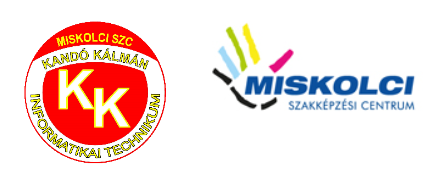 MISKOLCI SZC
KANDÓ KÁLMÁN
KK
INFORMATIKAI TECHNIKUM
MISKOLCI
SZAKKÉPZÉSI CENTRUM